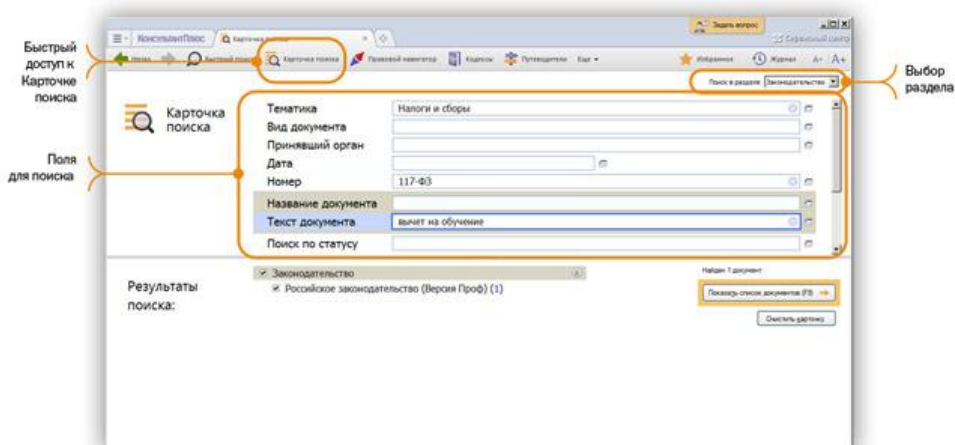 Задать вопрос
КонсультантПлюс
Карточка поиска
Сервисный центр
Назад
Быстрый поиск
Карточка поиска
Правовой навигатор
Кодексы
Путеводители
Еще
Избранное
Журнал
A-
A+
Быстрый
доступ к
Карточке
поиска
Поиск в разделе
Законодательство
Выбор
раздела
Карточка
поиска
Тематика
Налоги и сборы
Вид документа
Принявший орган
Дата
Номер
117-ФЗ
Название документа
Текст документа
вычет на обучение
Поиск по статусу
Поля
для поиска
Результаты
поиска:
Законодательство
Российское законодательство (Версия Проф) (1)
Найден 1 документ
Показать список документов (F9)
Очистить карточку